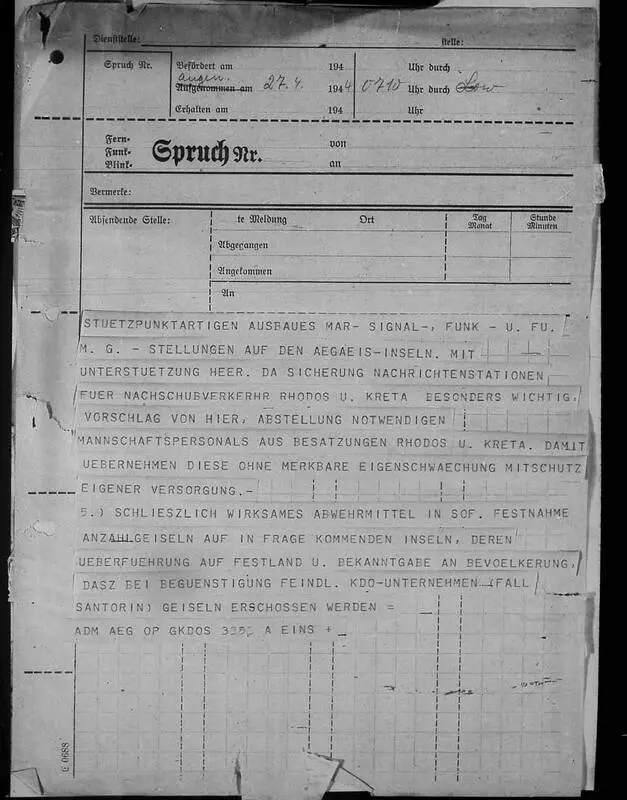 Dienststelle: stelle:
Spruch Nr. Befördert am 194 Uhr durch
angen.
Aufgenommen am 27.4. 1944 0710 Uhr durch
Erhalten am 194 Uhr
Fern-
Funk- Spruch Nr. von
Blink- an
Vermerke:
Absendende Stelle: te Meldung Ort Tag Monat Stunde Minuten
Abgegangen
Angekommen
An
STUETZPUNKTARTIGEN AUSBAUES MAR- SIGNAL-, FUNK - U. FU.
M. G. - STELLUNGEN AUF DEN AEGAEIS-INSELN. MIT
UNTERSTUETZUNG HEER. DA SICHERUNG NACHRICHTENSTATIONEN,
FUER NACHSCHUBVERKERHR RHODOS U. KRETA BESONDERS WICHTIG,
VORSCHLAG VON HIER, ABSTELLUNG NOTWENDIGEN
MANNSCHAFTSPERSONALS AUS BESATZUNGEN RHODOS U. KRETA. DAMIT
UEBERNEHMEN DIESE OHNE MERKBARE EIGENSCHWAECHUNG MITSCHUTZ
EIGENER VERSORGUNG.-
5.) SCHLIESZLICH WIRKSAMES ABWEHRMITTEL IN SOF. FESTNAHME
ANZAHL GEISELN AUF IN FRAGE KOMMENDEN INSELN, DEREN
UEBERFUEHRUNG AUF FESTLAND U. BEKANNTGABE AN BEVOELKERUNG,
DASZ BEI BEGUENSTIGUNG FEINDL. KDO-UNTERNEHMEN (FALL
SANTORIN) GEISELN ERSCHOSSEN WERDEN =
ADM AEG OP GKDOS A EINS +
C 0688